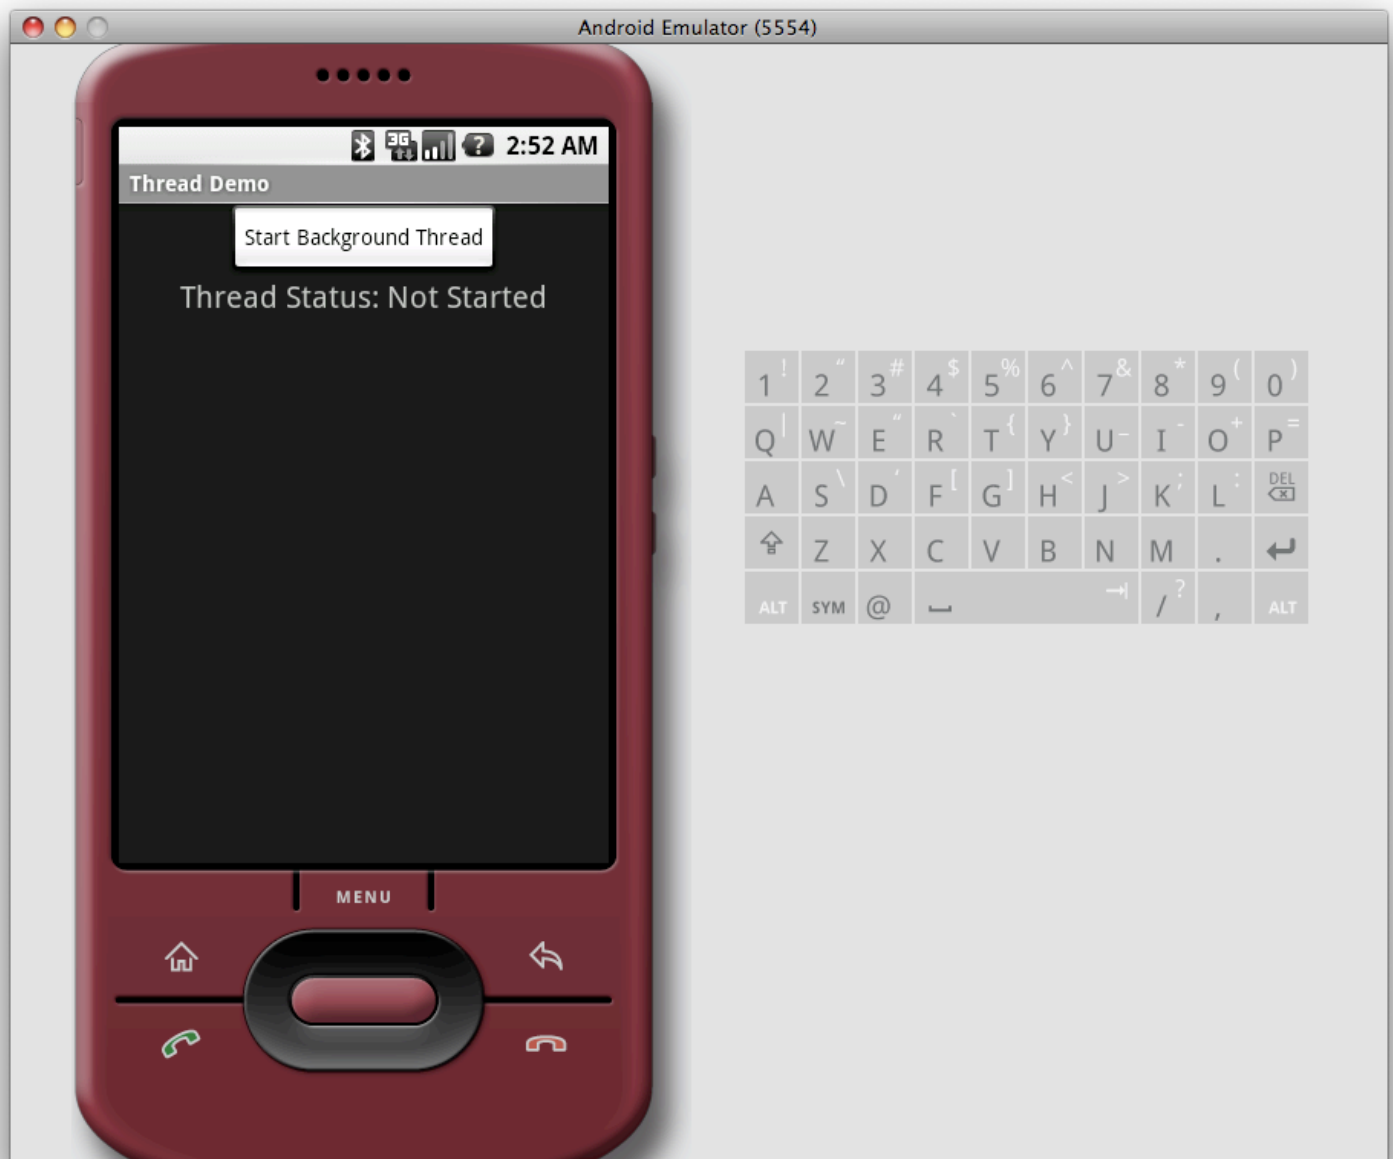 Android Emulator (5554)
3G ? 2:52 AM
Thread Demo
Start Background Thread
Thread Status: Not Started
MENU
1 ! 2 “ 3 # 4 $ 5 % 6 ^ 7 & 8 * 9 ( 0 )
Q | W ~ E “ R ` T { Y } U _ I - O + P =
A S \ D ‘ F [ G ] H < J > K ; L : DEL
Z X C V B N M .
ALT SYM @ / ? , ALT